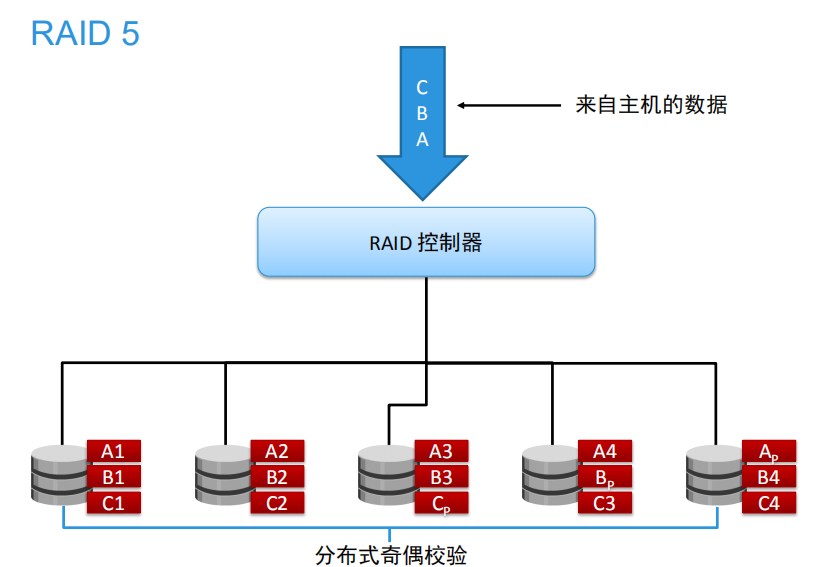 RAID 5
C
B
A
来自主机的数据
RAID 控制器
A1 A2 A3 A4 AP
B1 B2 B3 BP B4
C1 C2 CP C3 C4
分布式奇偶校验